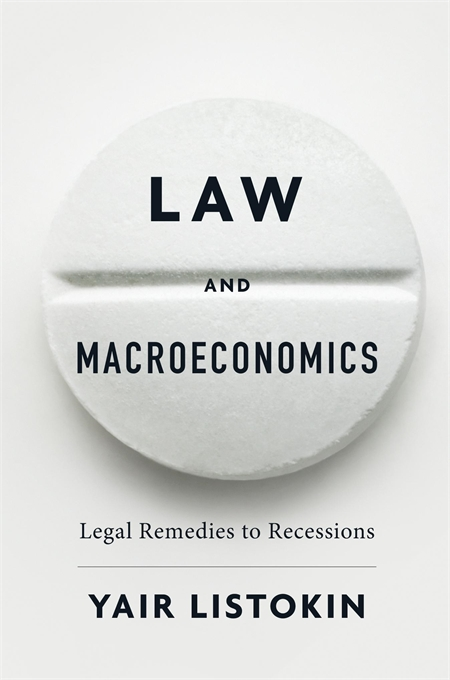 LAW
AND
MACROECONOMICS
Legal Remedies to Recessions
YAIR LISTOKIN